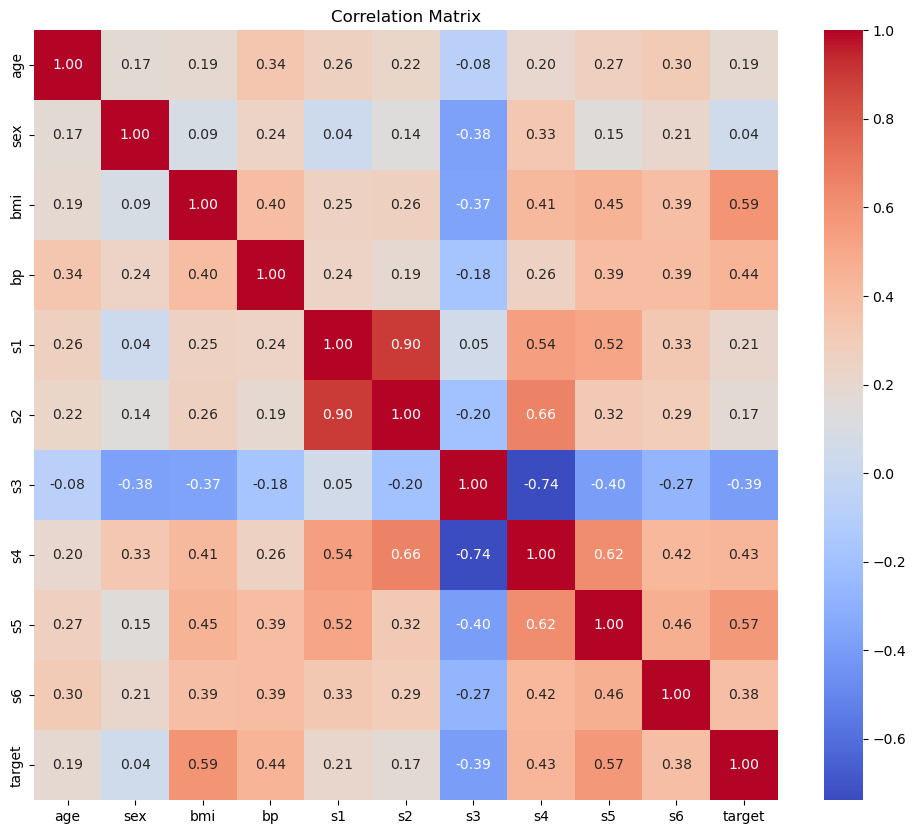 Correlation Matrix
age 1.00 0.17 0.19 0.34 0.26 0.22 -0.08 0.20 0.27 0.30 0.19
sex 0.17 1.00 0.09 0.24 0.04 0.14 -0.38 0.33 0.15 0.21 0.04
bmi 0.19 0.09 1.00 0.40 0.25 0.26 -0.37 0.41 0.45 0.39 0.59
bp 0.34 0.24 0.40 1.00 0.24 0.19 -0.18 0.26 0.39 0.39 0.44
s1 0.26 0.04 0.25 0.24 1.00 0.90 0.05 0.54 0.52 0.33 0.21
s2 0.22 0.14 0.26 0.19 0.90 1.00 -0.20 0.66 0.32 0.29 0.17
s3 -0.08 -0.38 -0.37 -0.18 0.05 -0.20 1.00 -0.74 -0.40 -0.27 -0.39
s4 0.20 0.33 0.41 0.26 0.54 0.66 -0.74 1.00 0.62 0.42 0.43
s5 0.27 0.15 0.45 0.39 0.52 0.32 -0.40 0.62 1.00 0.46 0.57
s6 0.30 0.21 0.39 0.39 0.33 0.29 -0.27 0.42 0.46 1.00 0.38
target 0.19 0.04 0.59 0.44 0.21 0.17 -0.39 0.43 0.57 0.38 1.00
age sex bmi bp s1 s2 s3 s4 s5 s6 target
1.0
0.8
0.6
0.4
0.2
0.0
−0.2
−0.4
−0.6